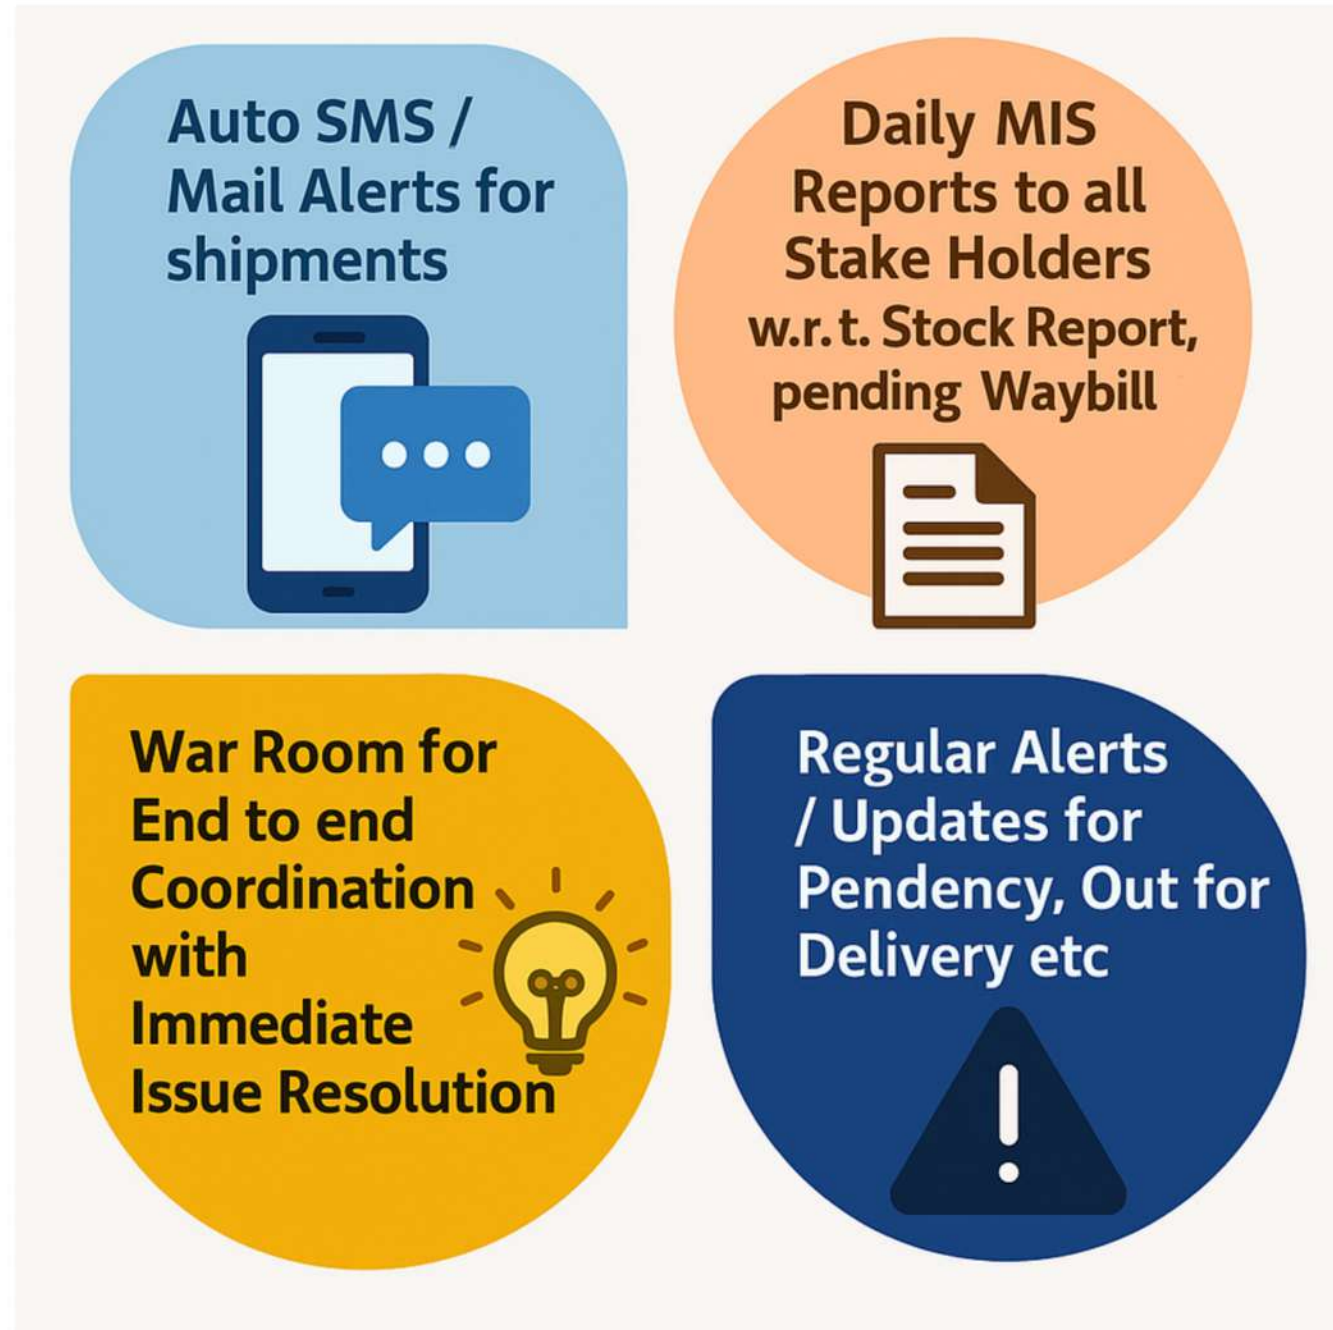 Auto SMS /
Mail Alerts for
shipments
Daily MIS
Reports to all
Stake Holders
w.r.t. Stock Report,
pending Waybill
War Room for
End to end
Coordination
with
Immediate
Issue Resolution
Regular Alerts
/ Updates for
Pendency, Out for
Delivery etc